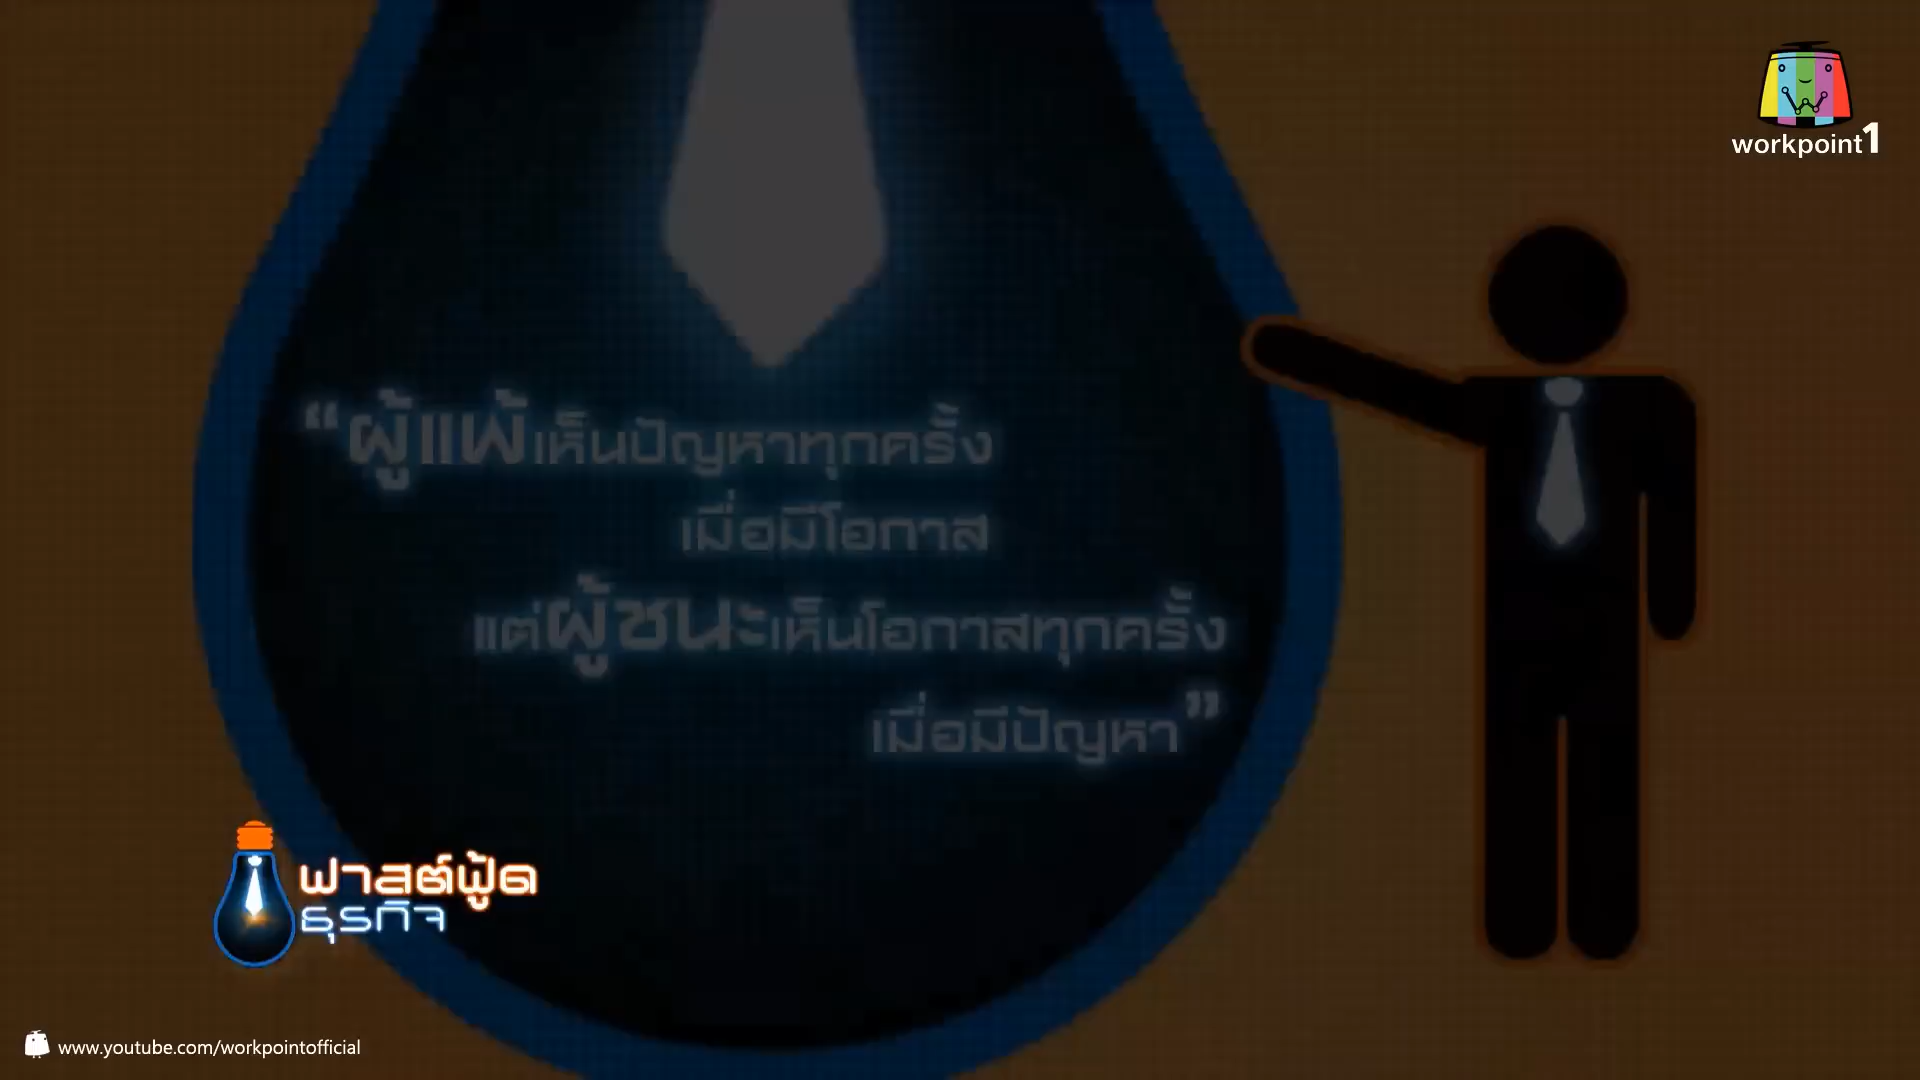 workpoint1
“ผู้แพ้เห็นปัญหาทุกครั้ง
เมื่อมีโอกาส
แต่ผู้ชนะเห็นโอกาสทุกครั้ง
เมื่อมีปัญหา”
ฟาสต์ฟู้ด
ธุรกิจ
www.youtube.com/workpointofficial